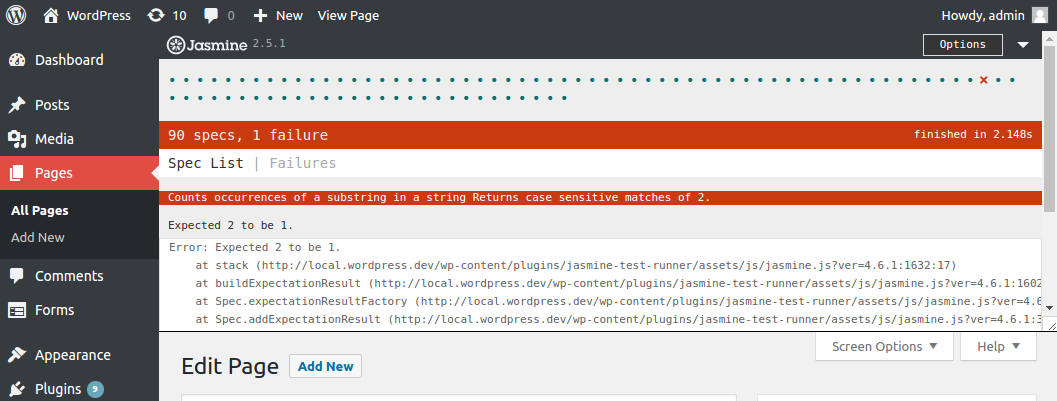 WordPress 10 0 + New View Page Howdy, admin
Dashboard
Posts
Media
Pages
All Pages
Add New
Comments
Forms
Appearance
Plugins 9
Jasmine 2.5.1 Options
90 specs, 1 failure finished in 2.148s
Spec List | Failures
Counts occurrences of a substring in a string Returns case sensitive matches of 2.
Expected 2 to be 1.
Error: Expected 2 to be 1.
at stack (http://local.wordpress.dev/wp-content/plugins/jasmine-test-runner/assets/js/jasmine.js?ver=4.6.1:1632:17)
at buildExpectationResult (http://local.wordpress.dev/wp-content/plugins/jasmine-test-runner/assets/js/jasmine.js?ver=4.6.1:1602
at Spec.expectationResultFactory (http://local.wordpress.dev/wp-content/plugins/jasmine-test-runner/assets/js/jasmine.js?ver=4.6
at Spec.addExpectationResult (http://local.wordpress.dev/wp-content/plugins/jasmine-test-runner/assets/js/jasmine.js?ver=4.6.1:3
Screen Options Help
Edit Page Add New